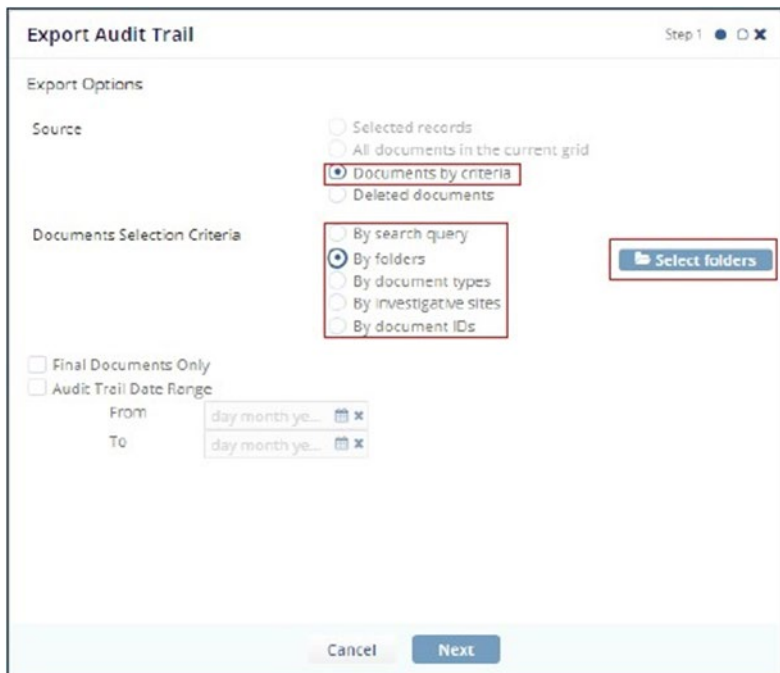 Export Audit Trail
Step 1
Export Options
Source
Selected records
All documents in the current grid
Documents by criteria
Deleted documents
Documents Selection Criteria
By search query
By folders
By document types
By investigative sites
By document IDs
Select folders
Final Documents Only
Audit Trail Date Range
From
day month ye...
To
day month ye...
Cancel
Next